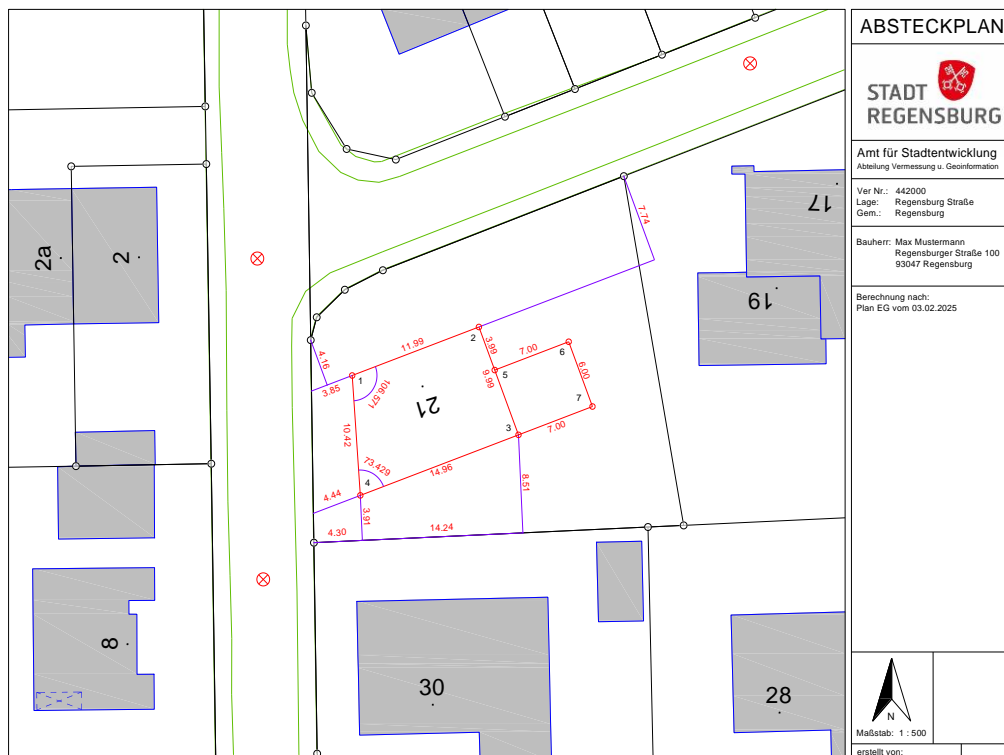 ABSTECKPLAN
STADT
REGENSBURG
Amt für Stadtentwicklung
Abteilung Vermessung u. Geoinformation
Ver Nr.: 442000
Lage: Regensburg Straße
Gem.: Regensburg
Bauherr: Max Mustermann
Regensburger Straße 100
93047 Regensburg
Berechnung nach:
Plan EG vom 03.02.2025
N
Maßstab: 1 : 500
erstellt von:
17
7.74
2a
2
19
2
11.99
3.99
7.00
6
4.16
1
5
6.00
3.85
106.571
9.99
21
7
10.42
3
7.00
73.429
14.96
4
4.44
8.51
3.91
4.30
14.24
8
30
28